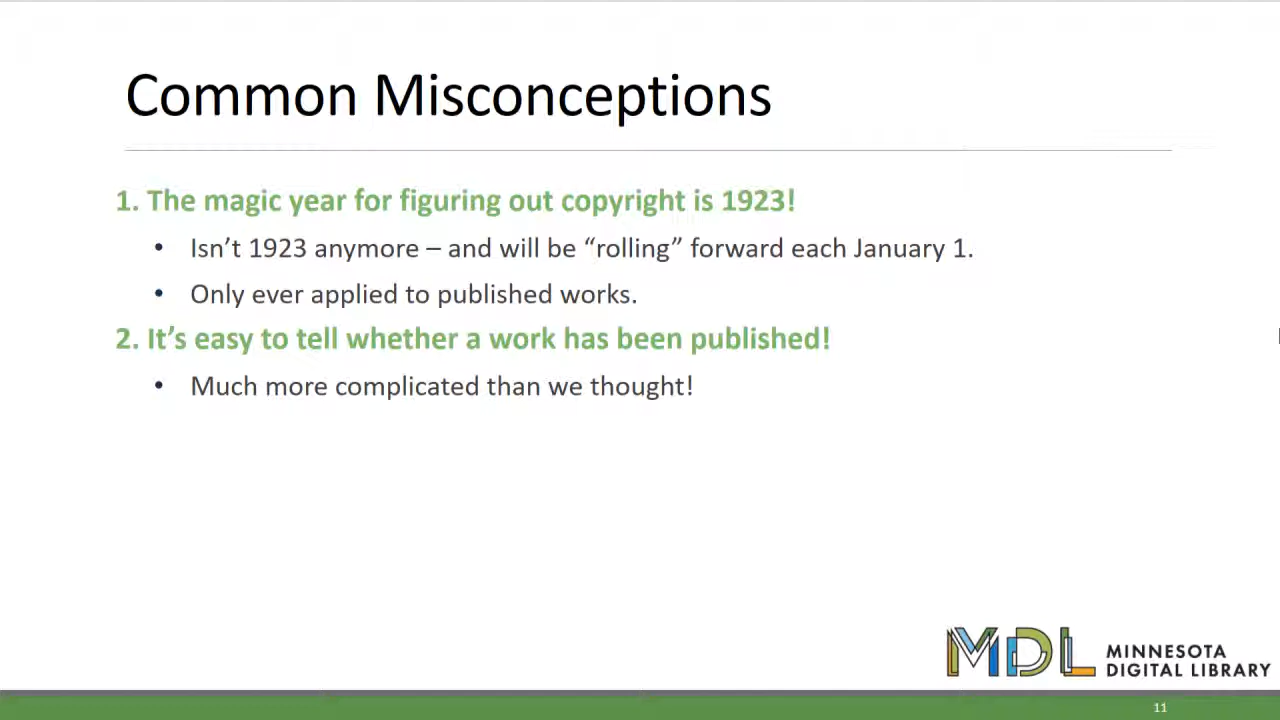 Common Misconceptions
1. The magic year for figuring out copyright is 1923!
• Isn’t 1923 anymore – and will be “rolling” forward each January 1.
• Only ever applied to published works.
2. It’s easy to tell whether a work has been published!
• Much more complicated than we thought!
MDL
MINNESOTA
DIGITAL LIBRARY
11